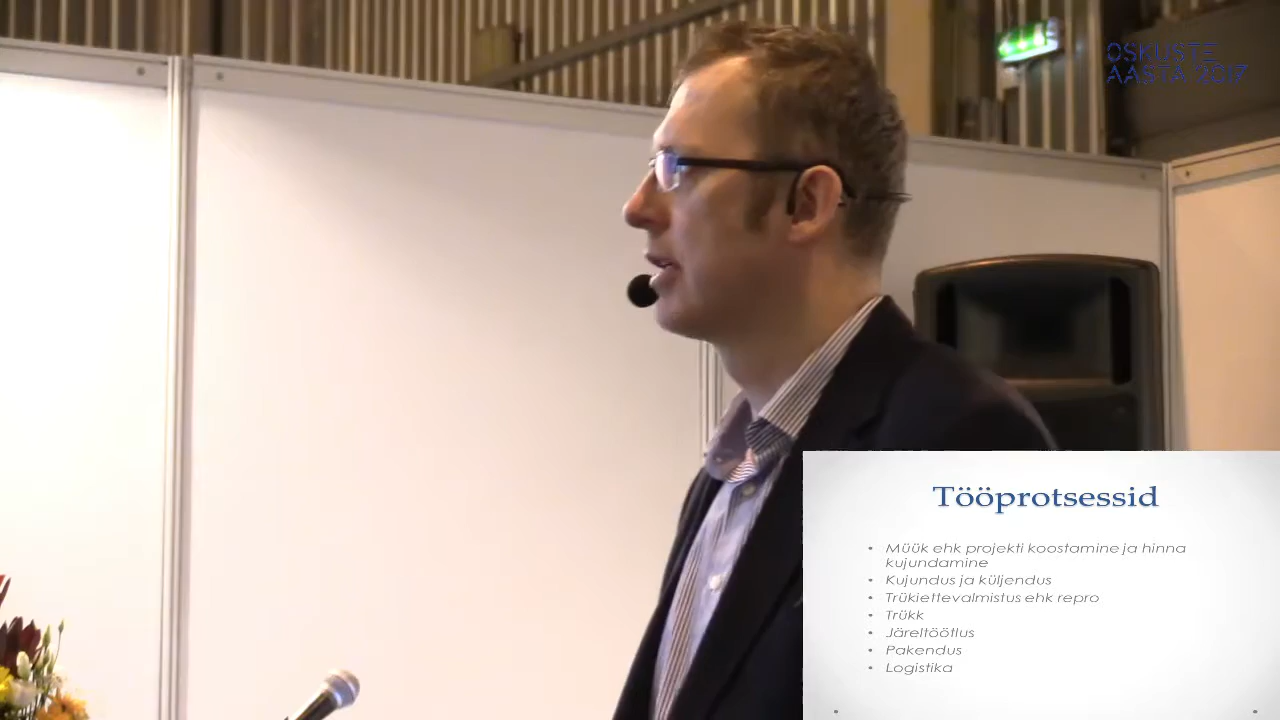 OSKUSTE
AASTA 2017
Tööprotsessid
• Müük ehk projekti koostamine ja hinna
kujundamine
• Kujundus ja küljendus
• Trükiettevalmistus ehk repro
• Trükk
• Järeltöötlus
• Pakendus
• Logistika